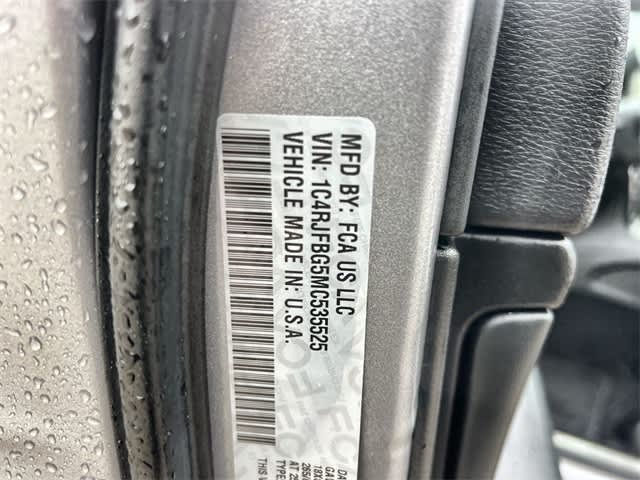 MFD BY: FCA US LLC
VIN: 1C4RJFBG5MC535525
VEHICLE MADE IN: U.S.A.